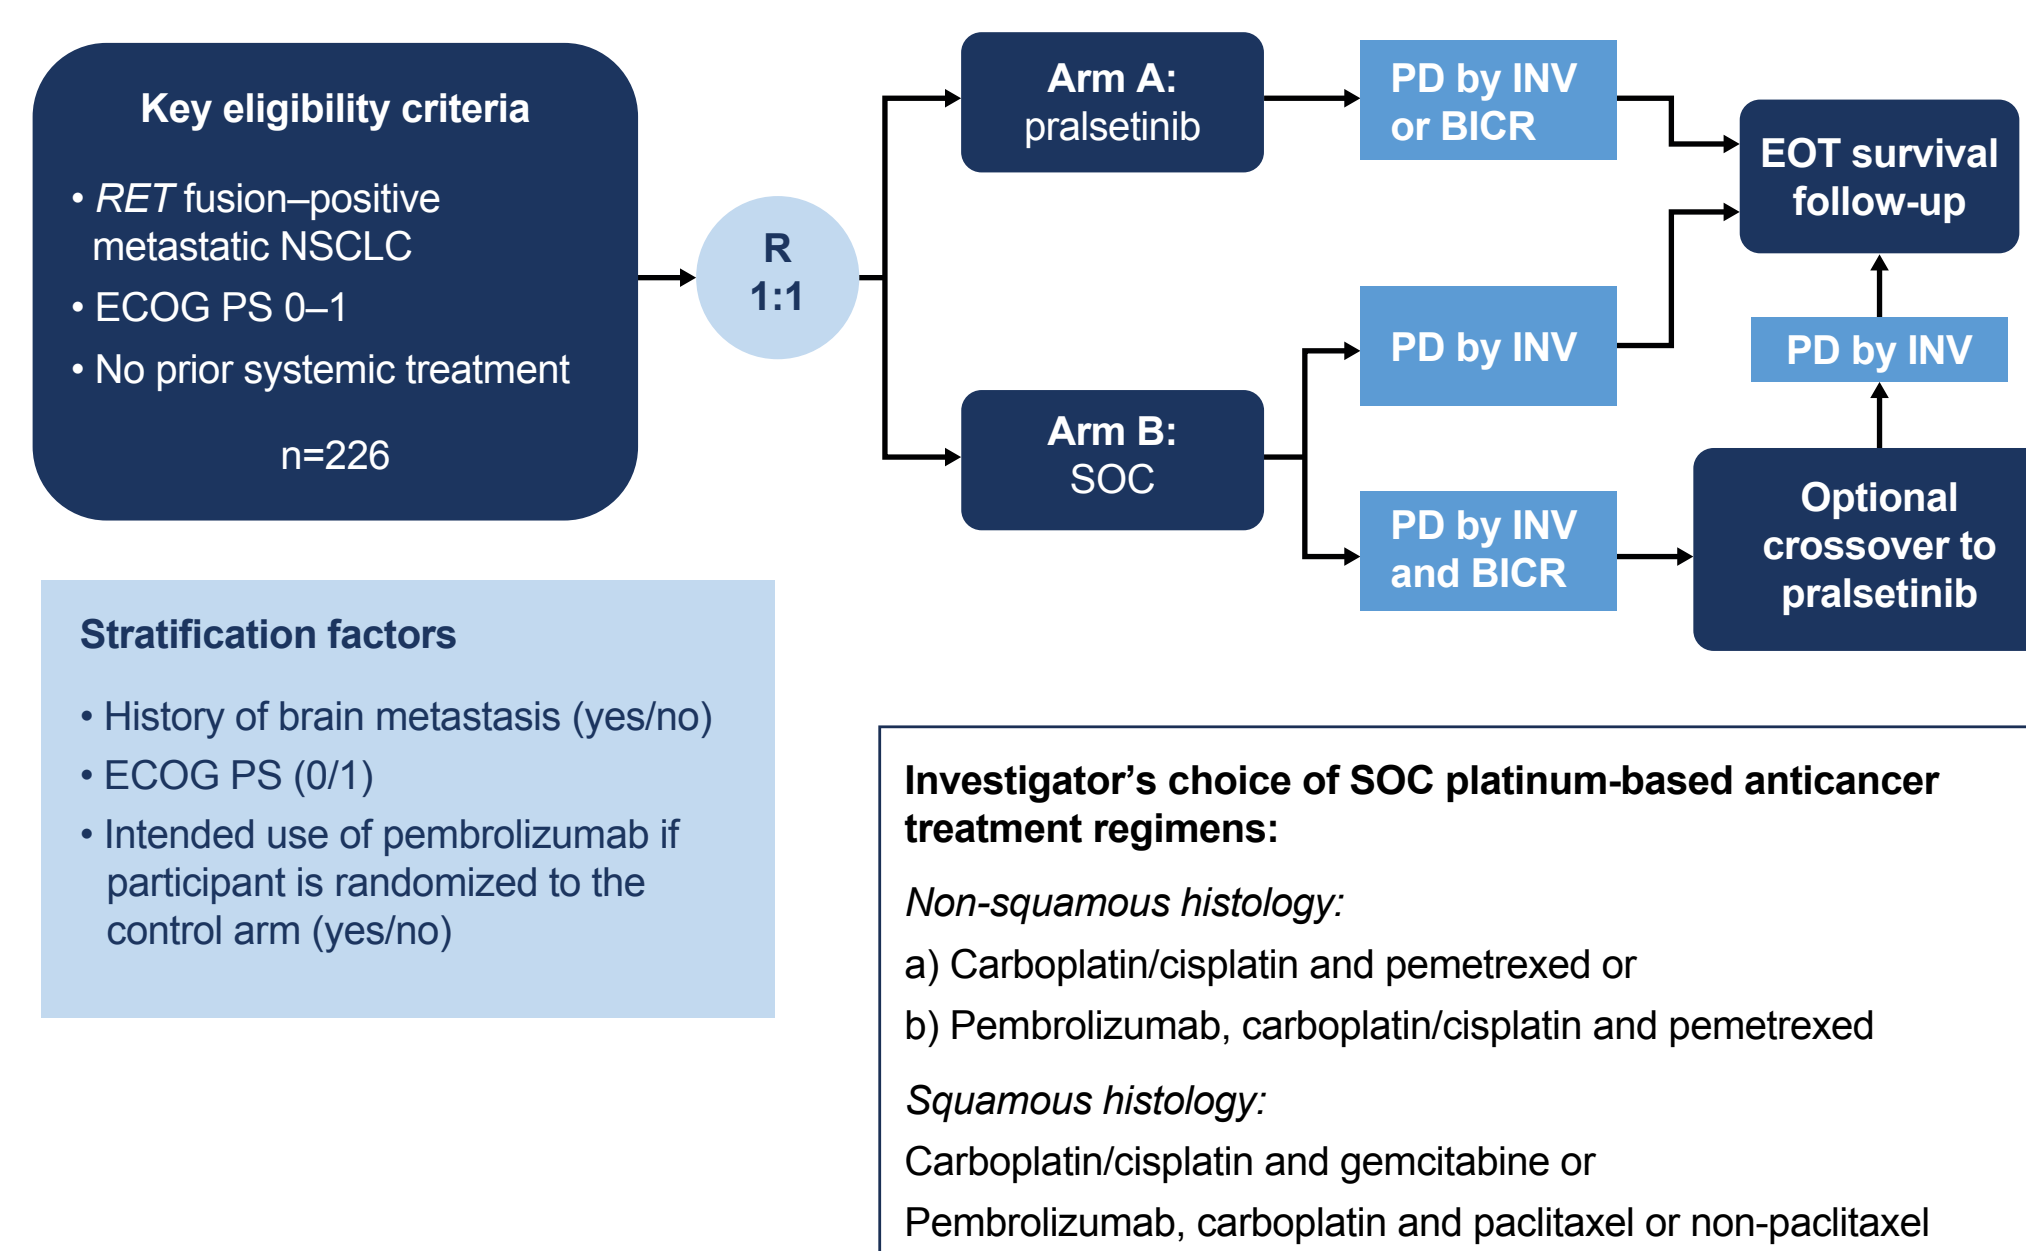 Key eligibility criteria
• RET fusion–positive
metastatic NSCLC
• ECOG PS 0–1
• No prior systemic treatment
n=226
R
1:1
Arm A:
pralsetinib
PD by INV
or BICR
EOT survival
follow-up
PD by INV
PD by INV
Arm B:
SOC
PD by INV
and BICR
Optional
crossover to
pralsetinib
Stratification factors
• History of brain metastasis (yes/no)
• ECOG PS (0/1)
• Intended use of pembrolizumab if
participant is randomized to the
control arm (yes/no)
Investigator’s choice of SOC platinum-based anticancer
treatment regimens:
Non-squamous histology:
a) Carboplatin/cisplatin and pemetrexed or
b) Pembrolizumab, carboplatin/cisplatin and pemetrexed
Squamous histology:
Carboplatin/cisplatin and gemcitabine or
Pembrolizumab, carboplatin and paclitaxel or non-paclitaxel